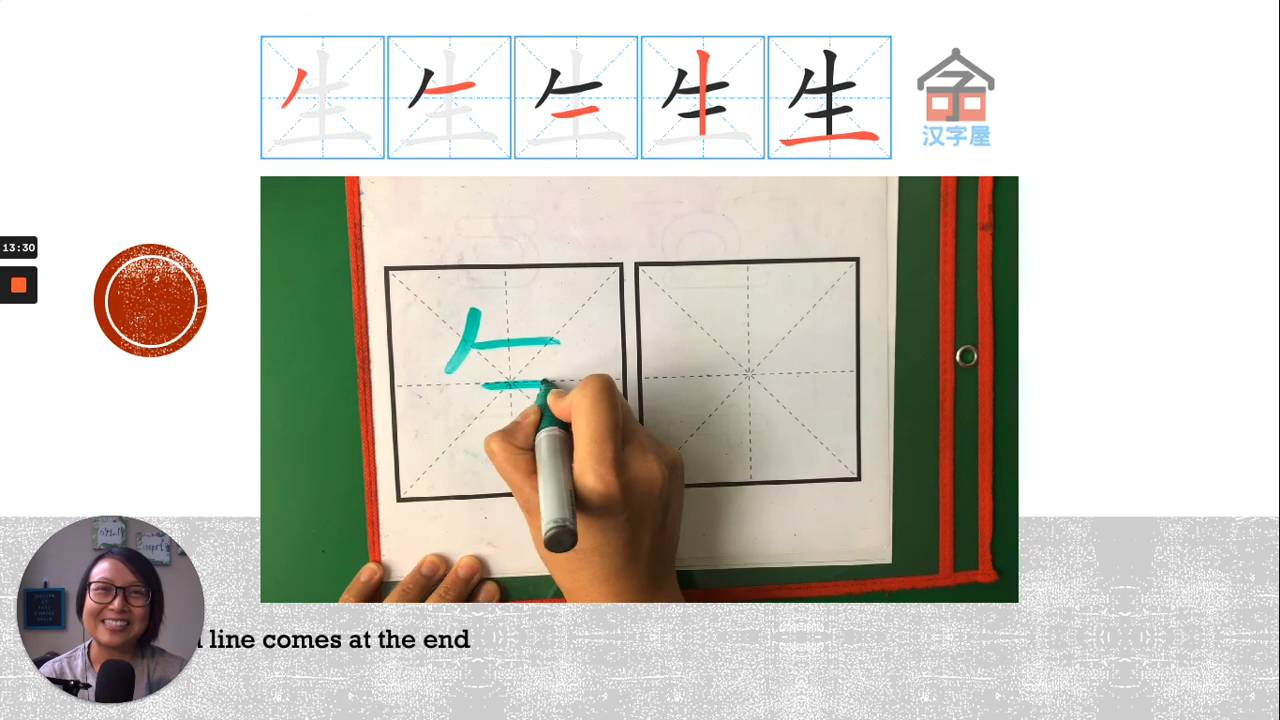 生 生 生 生 生
汉字屋
13:30
line comes at the end